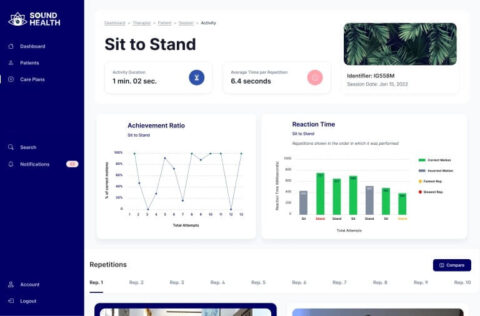 SOUND
HEALTH
Dashboard
Patients
Care Plans
Search
Notifications
Account
Logout
Dashboard > Therapist > Patient > Session > Activity
Sit to Stand
Activity Duration:
1 min. 02 sec.
Average Time per Repetition:
6.4 seconds
Identifier: IG558M
Session Date: Jan 15, 2022
Achievement Ratio
Sit to Stand
% of correct motions
100%
80%
60%
40%
20%
0
1 2 3 4 5 6 7 8 9 10 11 12 13
Total Attempts
Reaction Time
Sit to Stand
Repetitions shown in the order in which it was performed
Reaction Time (Milliseconds)
1000
800
600
400
200
0
Sit Stand Sit Stand Sit Stand
Total Attempts
Correct Motion
Incorrect Motion
Fastest Rep
Slowest Rep
Repetitions
Compare
Rep. 1 Rep. 2 Rep. 3 Rep. 4 Rep. 5 Rep. 6 Rep. 7 Rep. 8 Rep. 9 Rep. 10